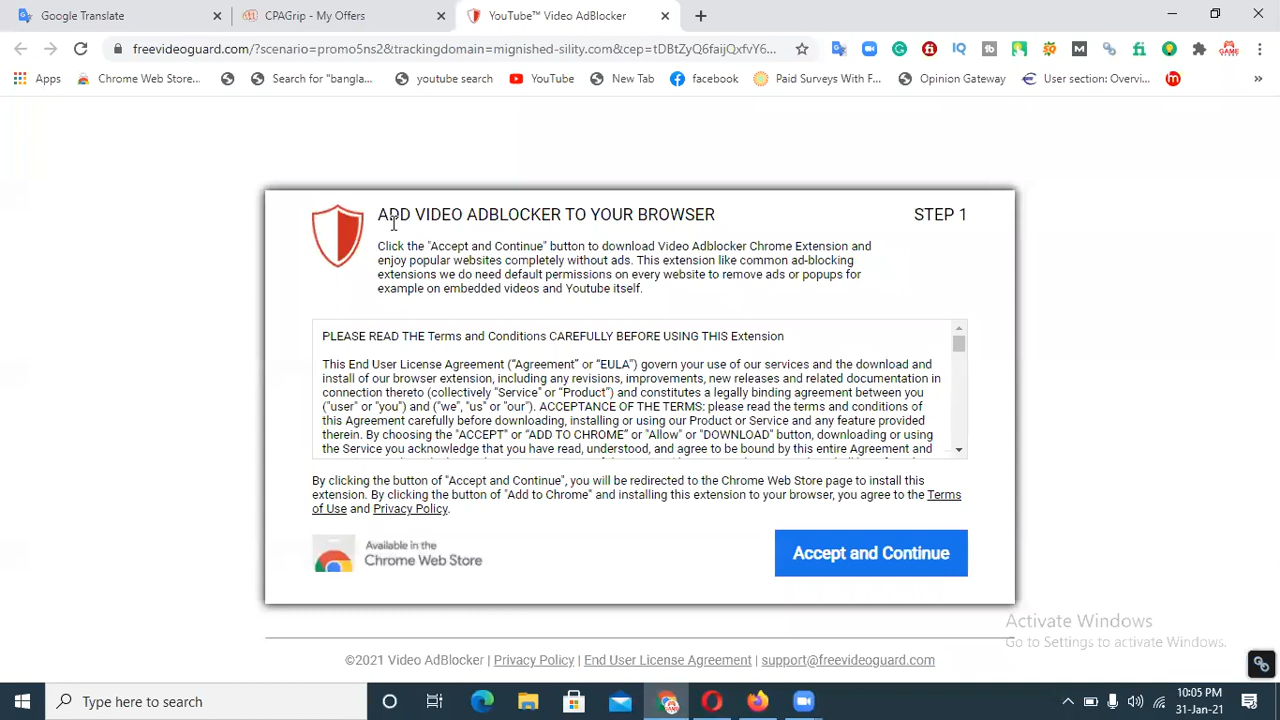 Google Translate
CPAGrip - My Offers
YouTube™ Video AdBlocker
freevideoguard.com/?scenario=promo5ns2&trackingdomain=mignished-sility.com&cep=tDBtZyQ6faijQxfvY6...
Apps
Chrome Web Store...
Search for "bangla...
youtube search
YouTube
New Tab
facebook
Paid Surveys With F...
Opinion Gateway
User section: Overvi...
ADD VIDEO ADBLOCKER TO YOUR BROWSER
STEP 1
Click the "Accept and Continue" button to download Video Adblocker Chrome Extension and
enjoy popular websites completely without ads. This extension like common ad-blocking
extensions we do need default permissions on every website to remove ads or popups for
example on embedded videos and Youtube itself.
PLEASE READ THE Terms and Conditions CAREFULLY BEFORE USING THIS Extension
This End User License Agreement (“Agreement” or “EULA”) govern your use of our services and the download and
install of our browser extension, including any revisions, improvements, new releases and related documentation in
connection thereto (collectively "Service" or "Product") and constitutes a legally binding agreement between you
("user" or "you") and ("we", "us" or "our"). ACCEPTANCE OF THE TERMS: please read the terms and conditions of
this Agreement carefully before downloading, installing or using our Product or Service and any feature provided
therein. By choosing the "ACCEPT" or "ADD TO CHROME" or "Allow" or "DOWNLOAD" button, downloading or using
the Service you acknowledge that you have read, understood, and agree to be bound by this entire Agreement and
By clicking the button of "Accept and Continue", you will be redirected to the Chrome Web Store page to install this
extension. By clicking the button of "Add to Chrome" and installing this extension to your browser, you agree to the Terms
of Use and Privacy Policy.
Available in the
Chrome Web Store
Accept and Continue
Activate Windows
Go to Settings to activate Windows.
©2021 Video AdBlocker | Privacy Policy | End User License Agreement | support@freevideoguard.com
Type here to search
10:05 PM
31-Jan-21